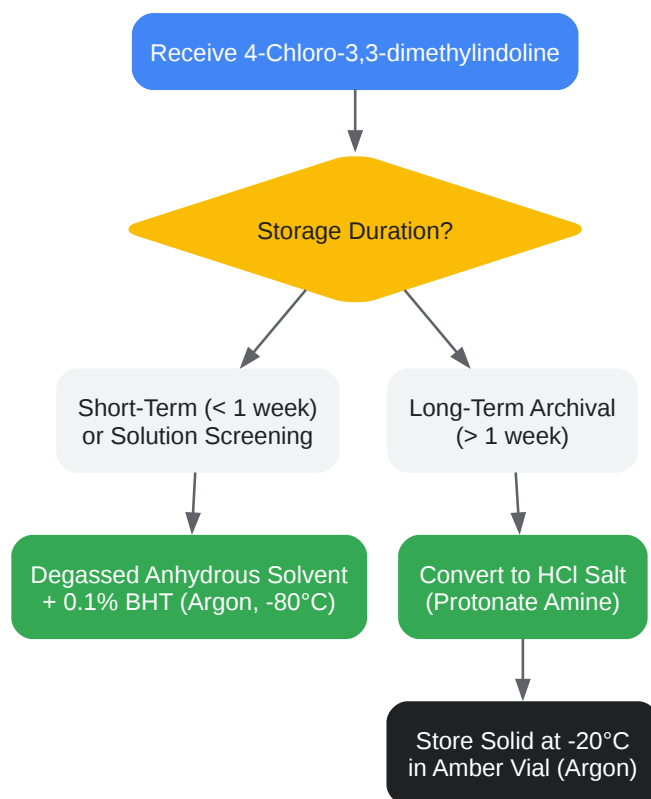 Receive 4-Chloro-3,3-dimethylindoline
Storage Duration?
Short-Term (< 1 week)
or Solution Screening
Long-Term Archival
(> 1 week)
Degassed Anhydrous Solvent
+ 0.1% BHT (Argon, -80°C)
Convert to HCl Salt
(Protonate Amine)
Store Solid at -20°C
in Amber Vial (Argon)